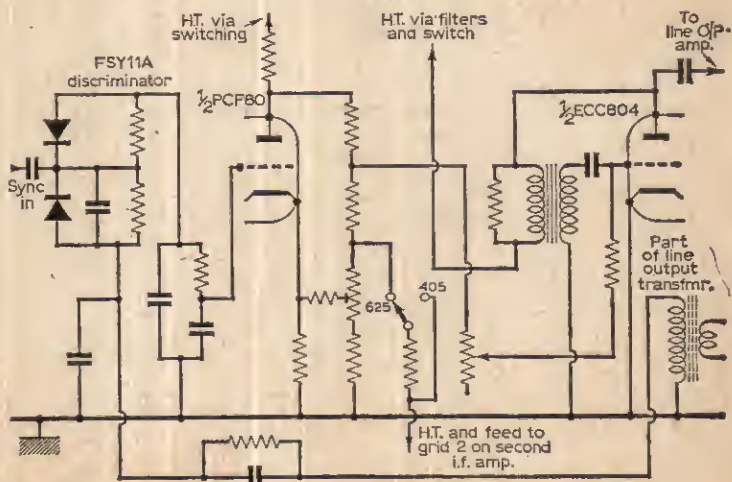 H.T. via
switching
H.T. via filters
and switch
To
line O/P.
amp.
FSY11A
discriminator
½PCF80
½ECC804
Sync
in
Part
of line
output
transfmr.
625
405
H.T. and feed to
grid 2 on second
i.f. amp.